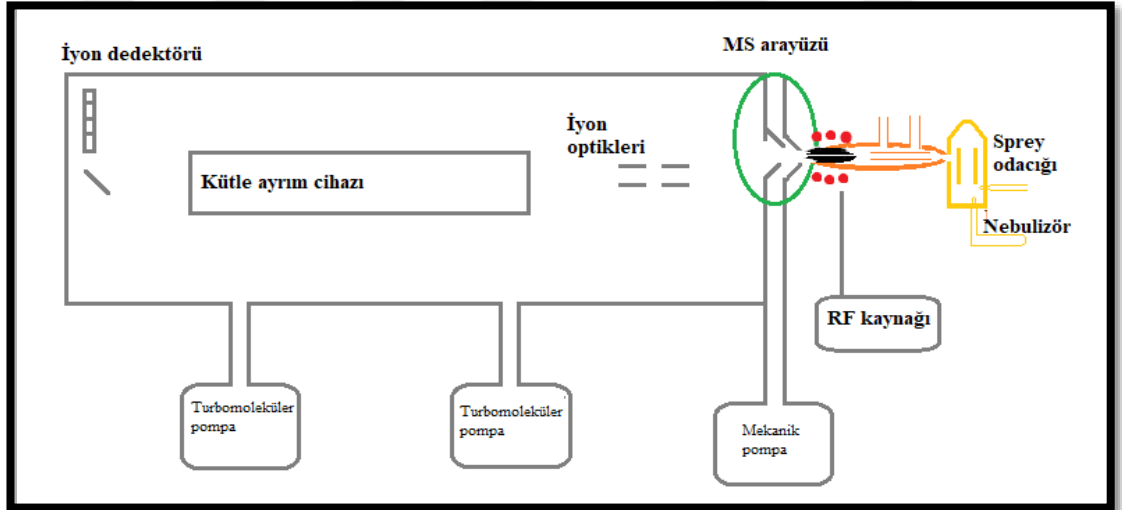 MS arayüzü
İyon dedektörü
İyon
optikleri
Sprey
odacığı
Kütle ayrım cihazı
Nebulizör
RF kaynağı
Turbomoleküler
pompa
Turbomoleküler
pompa
Mekanik
pompa